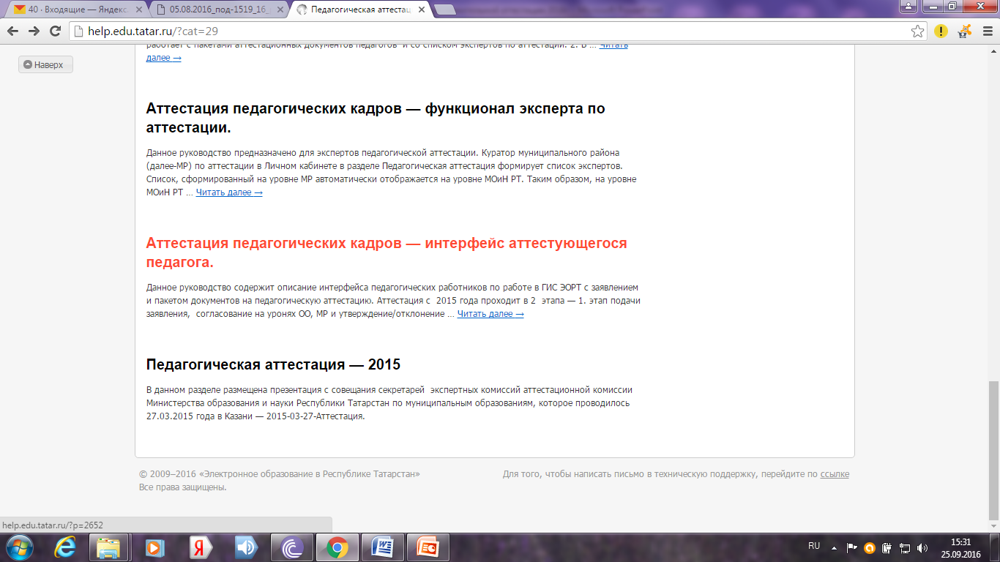 40 · Входящие — Яндекс.
05.08.2016_под-1519_16_
Педагогическая аттестац
help.edu.tatar.ru/?cat=29
Наверх
работает с пакетами аттестационных документов педагогов и со списком экспертов по аттестации. 2. В ... Читать
далее →
Аттестация педагогических кадров — функционал эксперта по
аттестации.
Данное руководство предназначено для экспертов педагогической аттестации. Куратор муниципального района
(далее-МР) по аттестации в Личном кабинете в разделе Педагогическая аттестация формирует список экспертов.
Список, сформированный на уровне МР автоматически отображается на уровне МОиН РТ. Таким образом, на уровне
МОиН РТ ... Читать далее →
Аттестация педагогических кадров — интерфейс аттестующегося
педагога.
Данное руководство содержит описание интерфейса педагогических работников по работе в ГИС ЭОРТ с заявлением
и пакетом документов на педагогическую аттестацию. Аттестация с 2015 года проходит в 2 этапа — 1. этап подачи
заявления, согласование на уронях ОО, МР и утверждение/отклонение ... Читать далее →
Педагогическая аттестация — 2015
В данном разделе размещена презентация с совещания секретарей экспертных комиссий аттестационной комиссии
Министерства образования и науки Республики Татарстан по муниципальным образованиям, которое проводилось
27.03.2015 года в Казани — 2015-03-27-Аттестация.
© 2009–2016 «Электронное образование в Республике Татарстан»
Все права защищены.
Для того, чтобы написать письмо в техническую поддержку, перейдите по ссылке
help.edu.tatar.ru/?p=2652
RU
15:31
25.09.2016